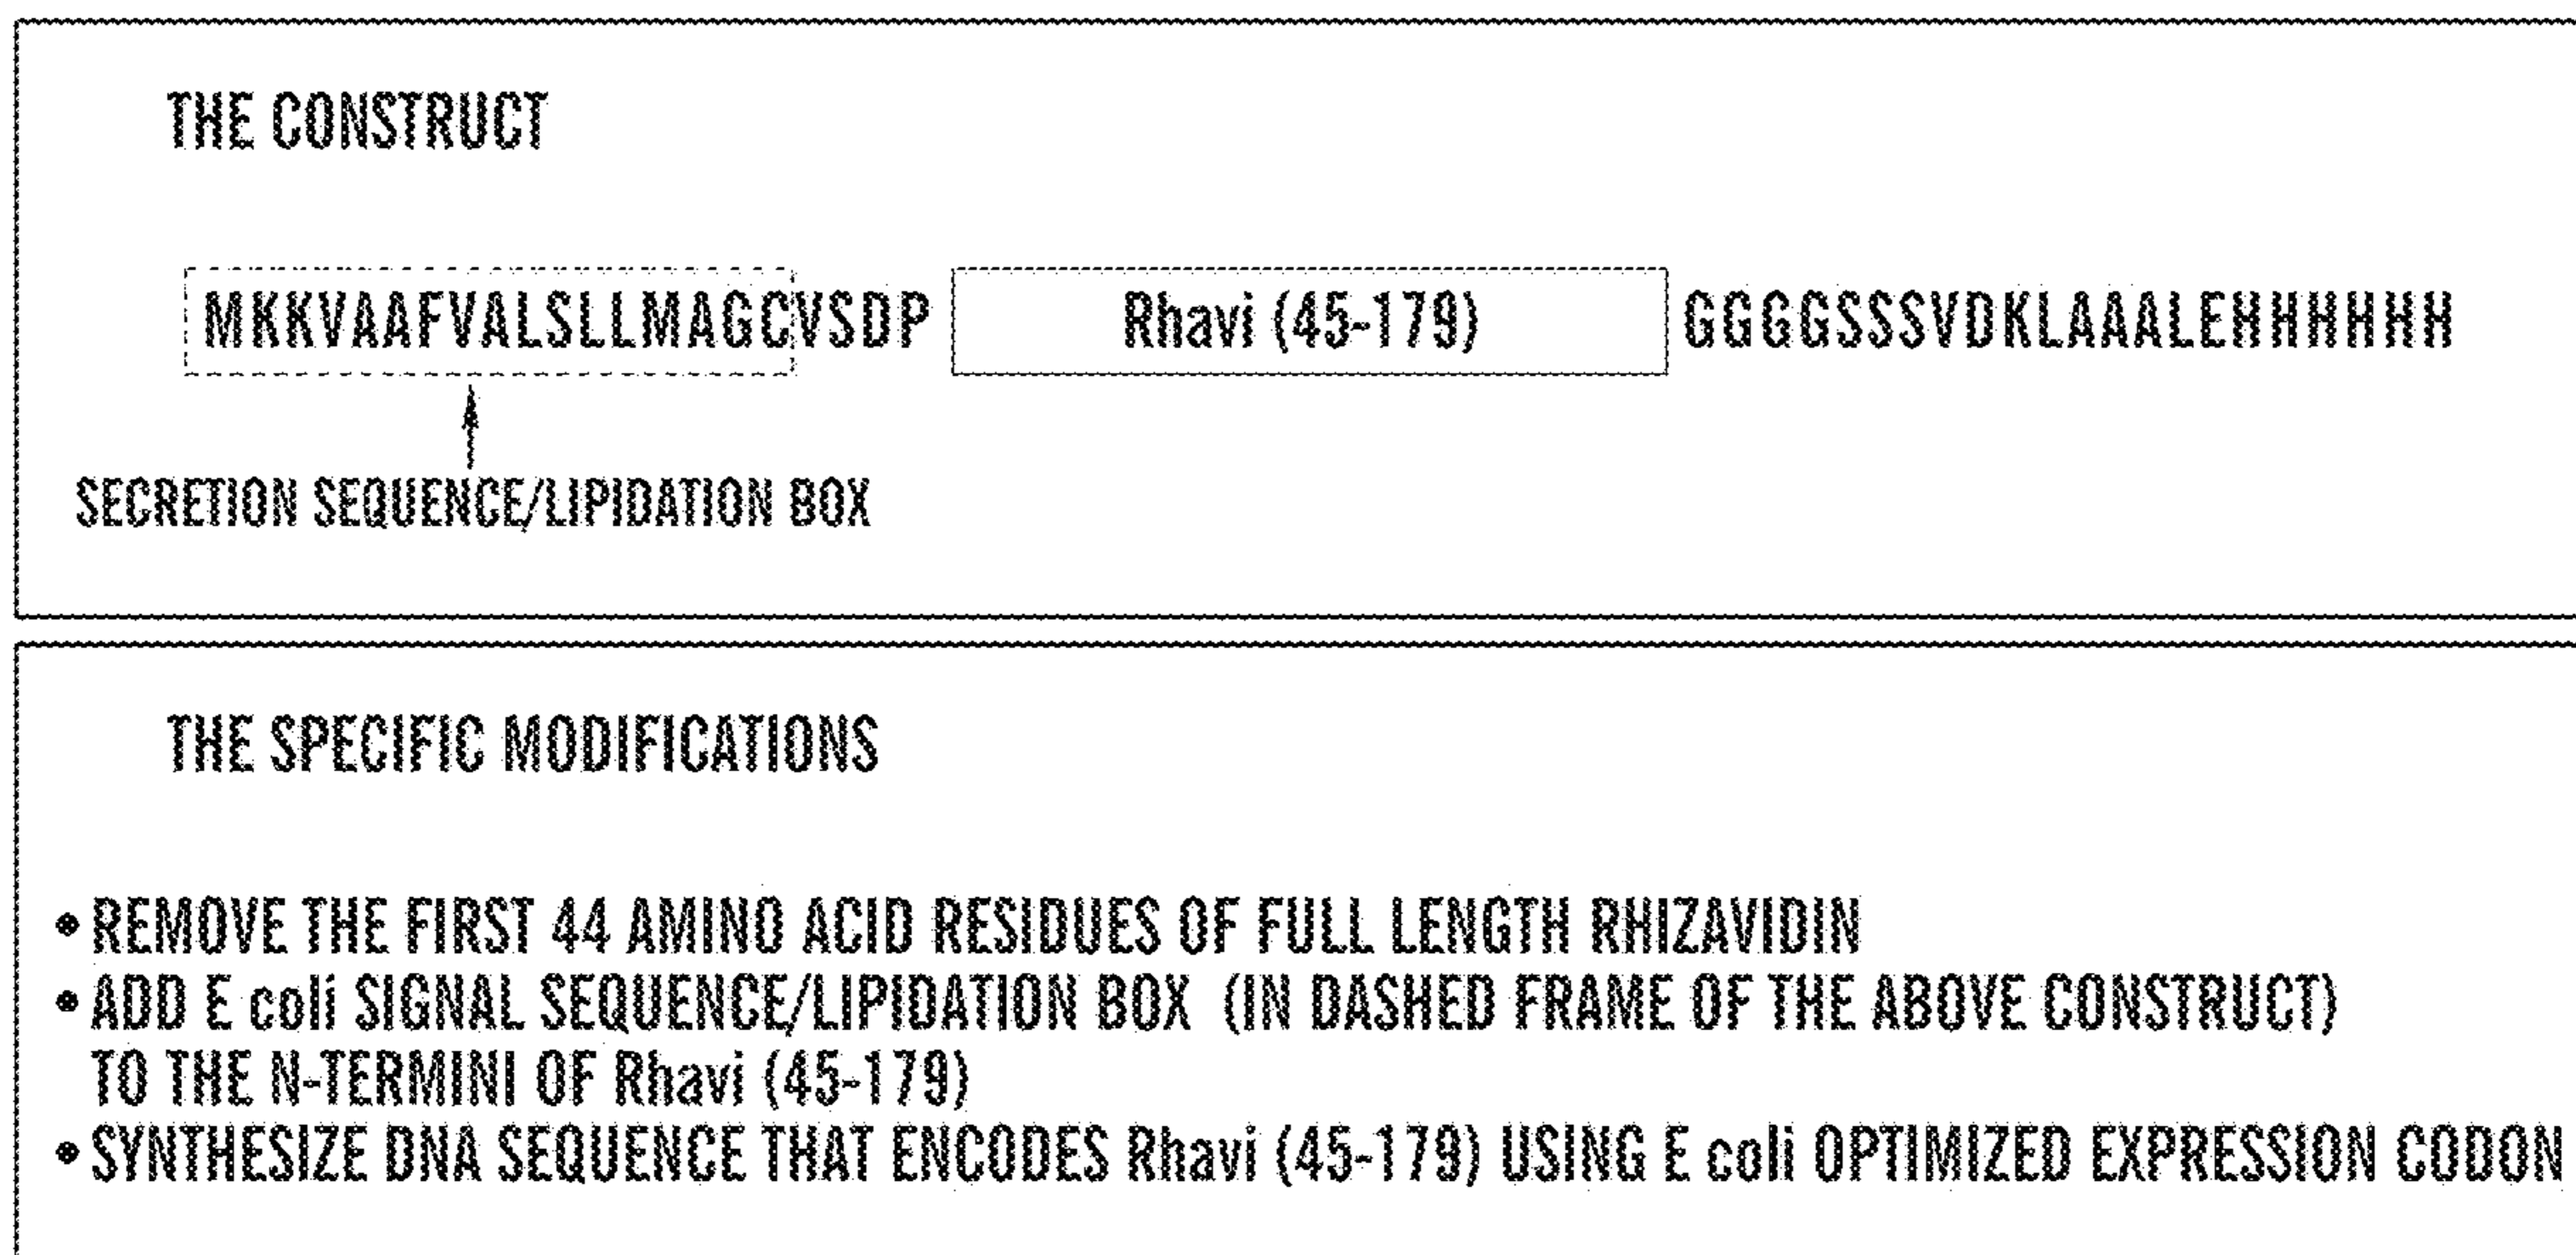 THE CONSTRUCT
MKKVAAFVALSLLMAGCVSDP Rhavi (45-179) GGGGSSSVDKLAAALEHHHHHH
SECRETION SEQUENCE/LIPIDATION BOX
THE SPECIFIC MODIFICATIONS
• REMOVE THE FIRST 44 AMINO ACID RESIDUES OF FULL LENGTH RHIZAVIDIN
• ADD E coli SIGNAL SEQUENCE/LIPIDATION BOX (IN DASHED FRAME OF THE ABOVE CONSTRUCT)
TO THE N-TERMINI OF Rhavi (45-179)
• SYNTHESIZE DNA SEQUENCE THAT ENCODES Rhavi (45-179) USING E coli OPTIMIZED EXPRESSION CODON